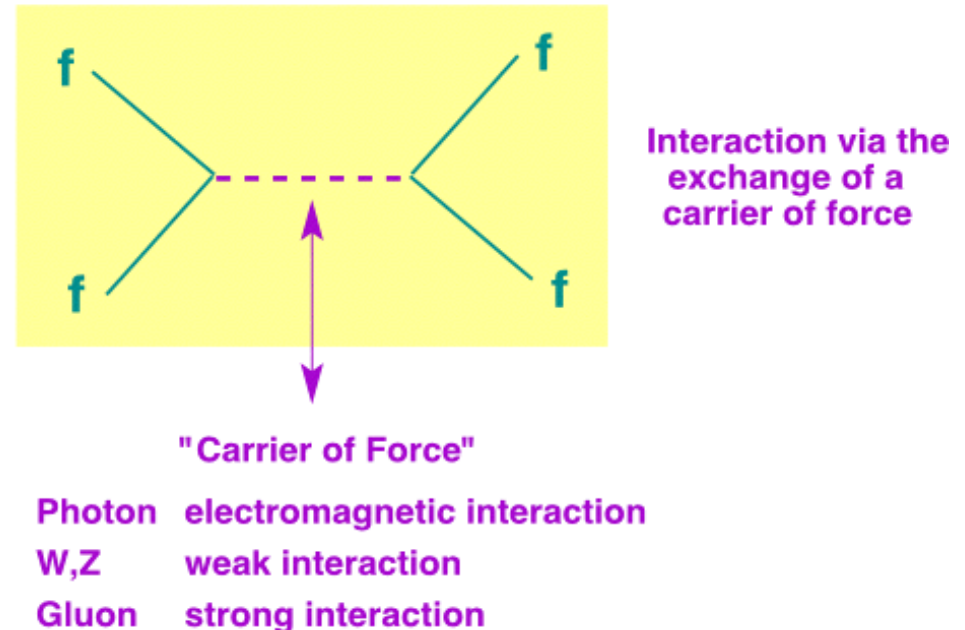 f
f
f
f
Interaction via the
exchange of a
carrier of force
"Carrier of Force"
Photon electromagnetic interaction
W,Z weak interaction
Gluon strong interaction